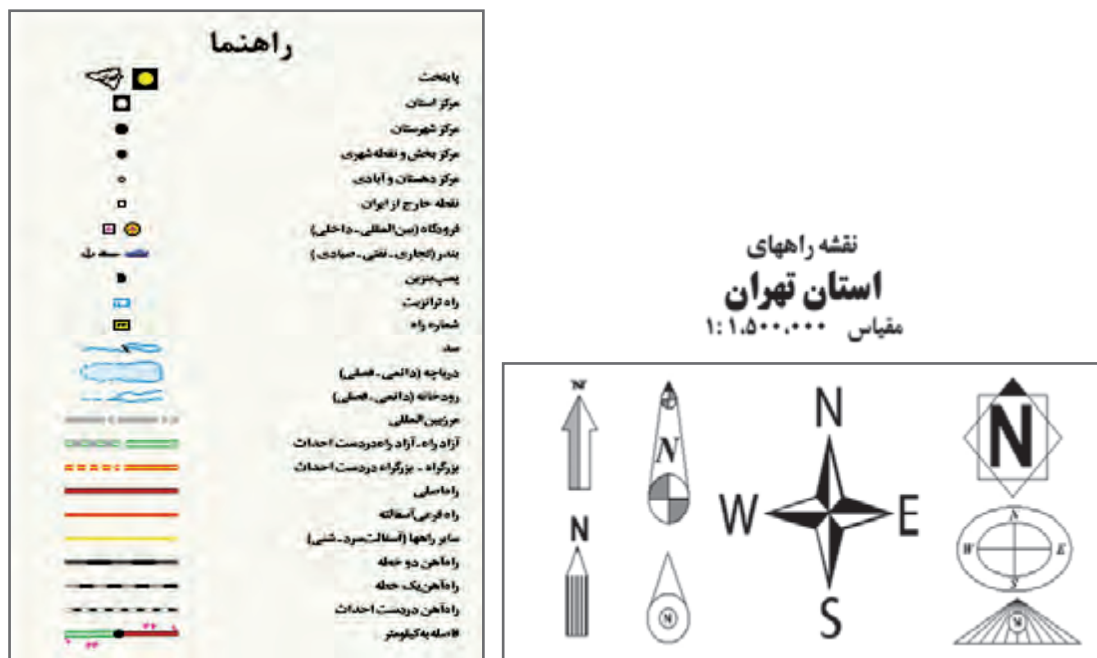 راهنما
پایتخت
مرکز استان
مرکز شهرستان
مرکز بخش و نقطه شهری
مرکز دهستان و آبادی
نقطه خارج از ایران
فرودگاه (بین‌المللی - داخلی)
بندر (تجاری - نفتی - صیادی)
پمپ بنزین
راه ترانزیت
شماره راه
سد
دریاچه (دائمی - فصلی)
رودخانه (دائمی - فصلی)
مرز بین‌المللی
آزاد راه - آزاد راه در دست احداث
بزرگراه - بزرگراه در دست احداث
راه اصلی
راه فرعی آسفالته
سایر راهها (آسفالت سرد - شنی)
راه‌آهن دو خطه
راه‌آهن یک خطه
راه‌آهن در دست احداث
فاصله به کیلومتر
نقشه راههای
استان تهران
مقیاس ۱:۱،۵۰۰،۰۰۰
N
N
N
N
N
W E
S
N
N
W E
S
N